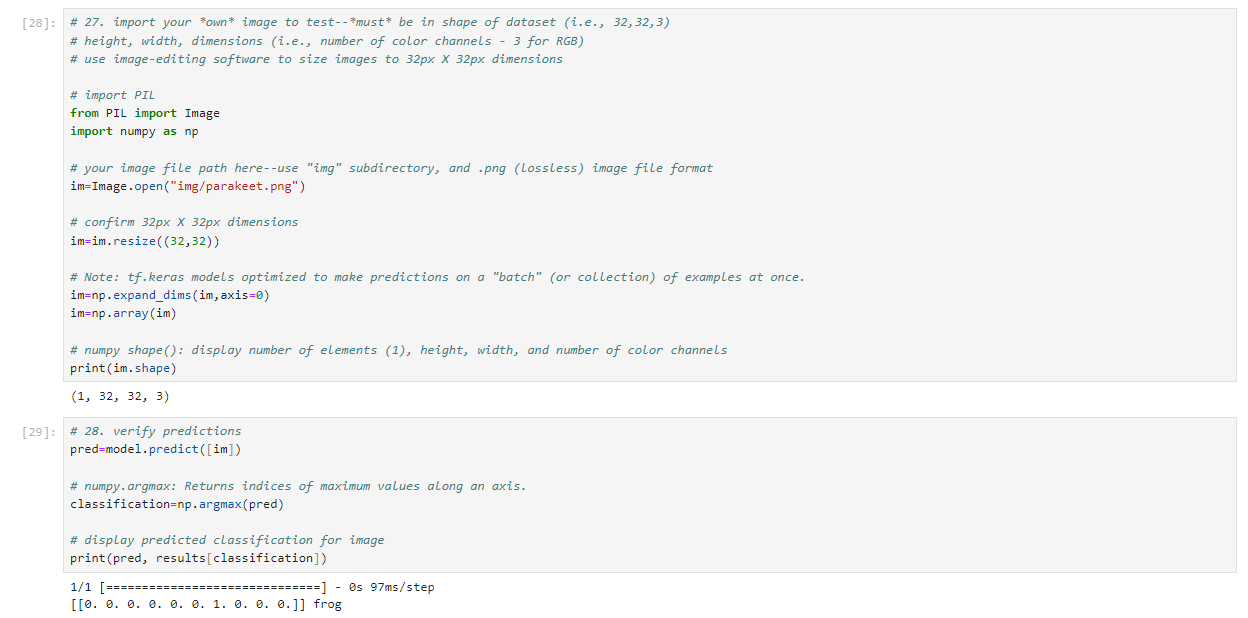 [28]: # 27. import your *own* image to test--*must* be in shape of dataset (i.e., 32,32,3)
# height, width, dimensions (i.e., number of color channels - 3 for RGB)
# use image-editing software to size images to 32px X 32px dimensions
# import PIL
from PIL import Image
import numpy as np
# your image file path here--use "img" subdirectory, and .png (lossless) image file format
im=Image.open("img/parakeet.png")
# confirm 32px X 32px dimensions
im=im.resize((32,32))
# Note: tf.keras models optimized to make predictions on a "batch" (or collection) of examples at once.
im=np.expand_dims(im,axis=0)
im=np.array(im)
# numpy shape(): display number of elements (1), height, width, and number of color channels
print(im.shape)
(1, 32, 32, 3)
[29]: # 28. verify predictions
pred=model.predict([im])
# numpy.argmax: Returns indices of maximum values along an axis.
classification=np.argmax(pred)
# display predicted classification for image
print(pred, results[classification])
1/1 [==============================] - 0s 97ms/step
[[0. 0. 0. 0. 0. 0. 1. 0. 0. 0.]] frog